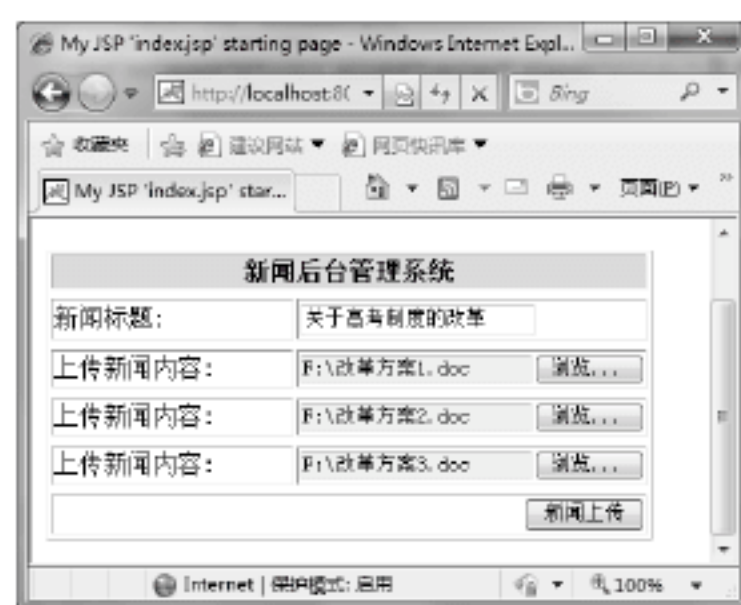 My JSP 'index.jsp' starting page - Windows Internet Expl...
http://localhost:8( Bing
收藏夹 建议网站 网页快讯库
My JSP 'index.jsp' star... 页面(P)
新闻后台管理系统
新闻标题: 关于高考制度的改革
上传新闻内容: F:\改革方案1.doc 浏览...
上传新闻内容: F:\改革方案2.doc 浏览...
上传新闻内容: F:\改革方案3.doc 浏览...
新闻上传
Internet | 保护模式: 启用 100%